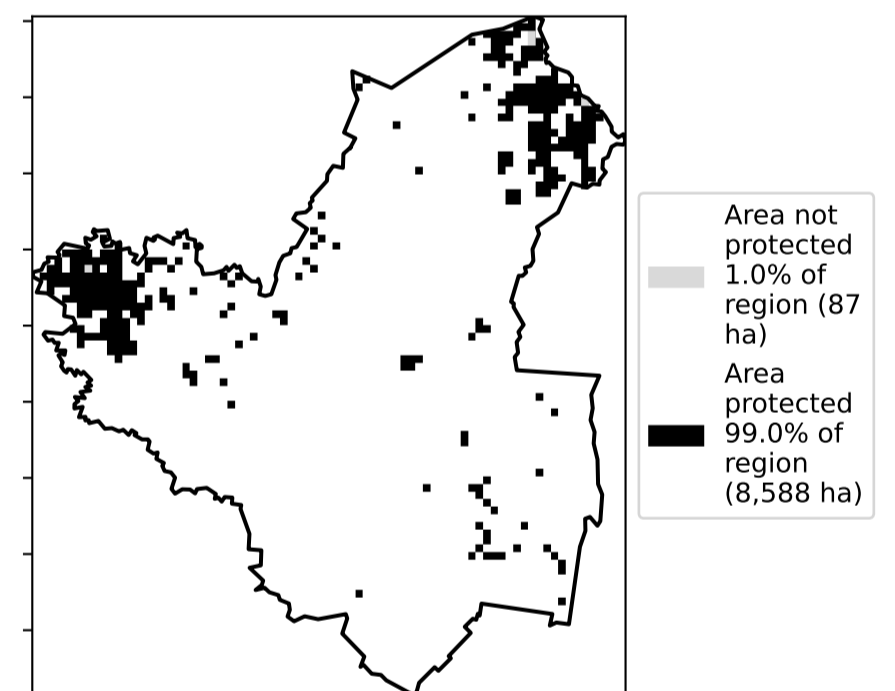 Area not
protected
1.0% of
region (87
ha)
Area
protected
99.0% of
region
(8,588 ha)